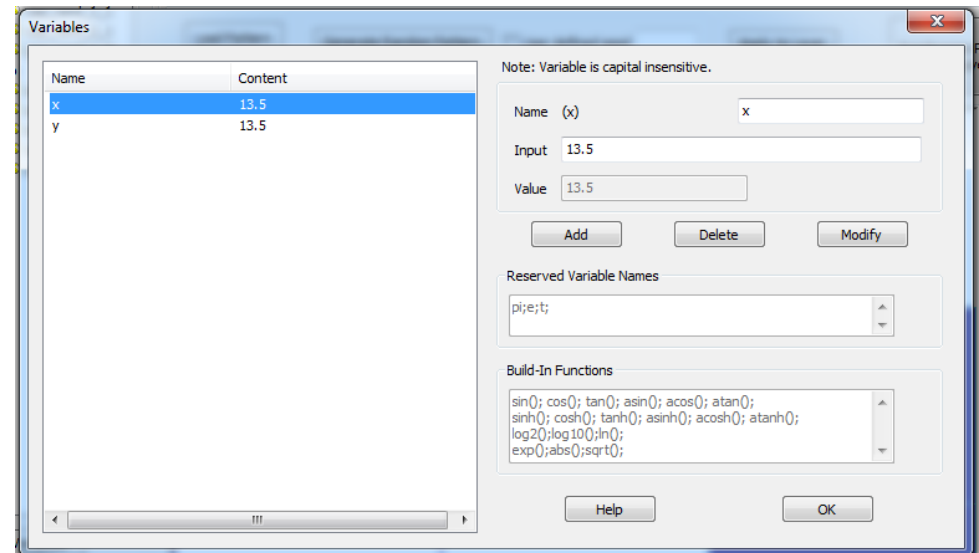 Variables
Name Content
x 13.5
y 13.5
Note: Variable is capital insensitive.
Name (x) x
Input 13.5
Value 13.5
Add Delete Modify
Reserved Variable Names
pi;e;t;
Build-In Functions
sin(); cos(); tan(); asin(); acos(); atan();
sinh(); cosh(); tanh(); asinh(); acosh(); atanh();
log2();log10();ln();
exp();abs();sqrt();
Help OK